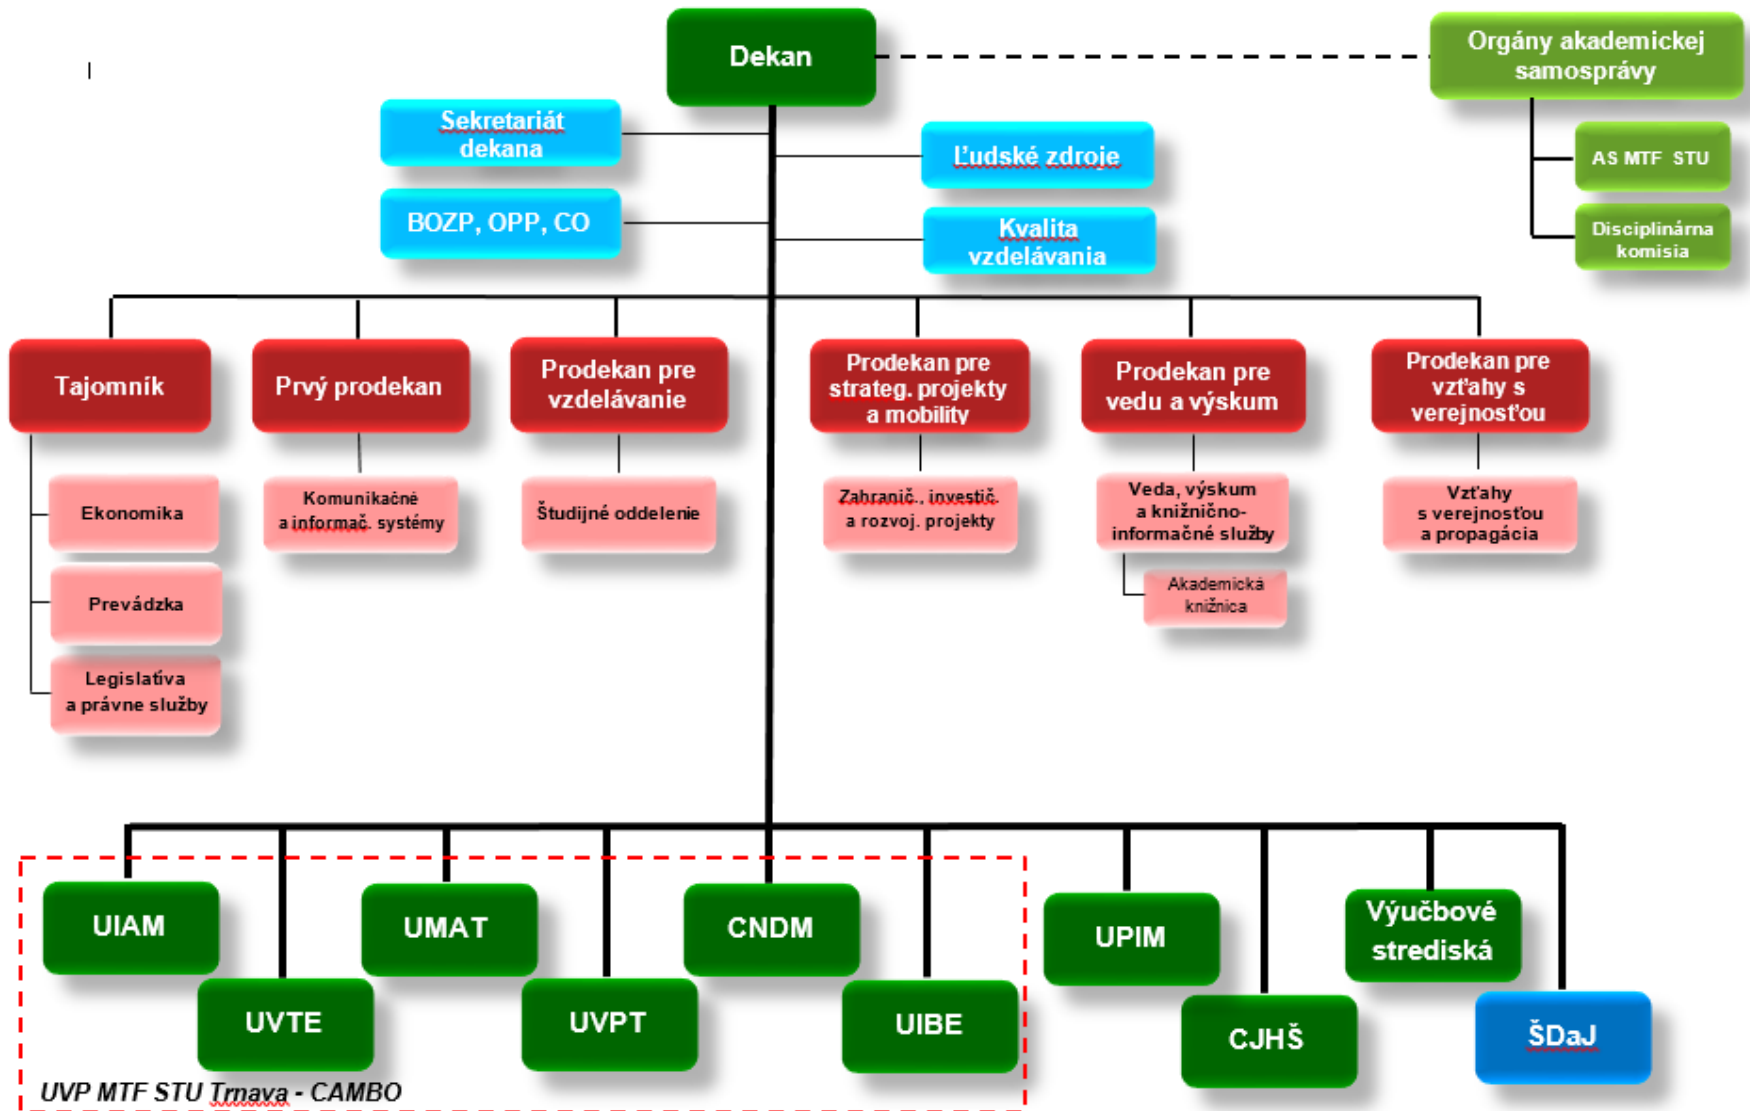 Dekan
Orgány akademickej
samosprávy
Sekretariát
dekana
Ľudské zdroje
AS MTF STU
BOZP, OPP, CO
Kvalita
vzdelávania
Disciplinárna
komisia
Tajomník
Prvý prodekan
Prodekan pre
vzdelávanie
Prodekan pre
strateg. projekty
a mobility
Prodekan pre
vedu a výskum
Prodekan pre
vzťahy s
verejnosťou
Ekonomika
Komunikačné
a informač. systémy
Študijné oddelenie
Zahranič., investič.
a rozvoj. projekty
Veda, výskum
a knižnično-
informačné služby
Vzťahy
s verejnosťou
a propagácia
Prevádzka
Akademická
knižnica
Legislatíva
a právne služby
UIAM
UMAT
CNDM
UPIM
Výučbové
strediská
UVTE
UVPT
UIBE
CJHŠ
ŠDaJ
UVP MTF STU Trnava - CAMBO